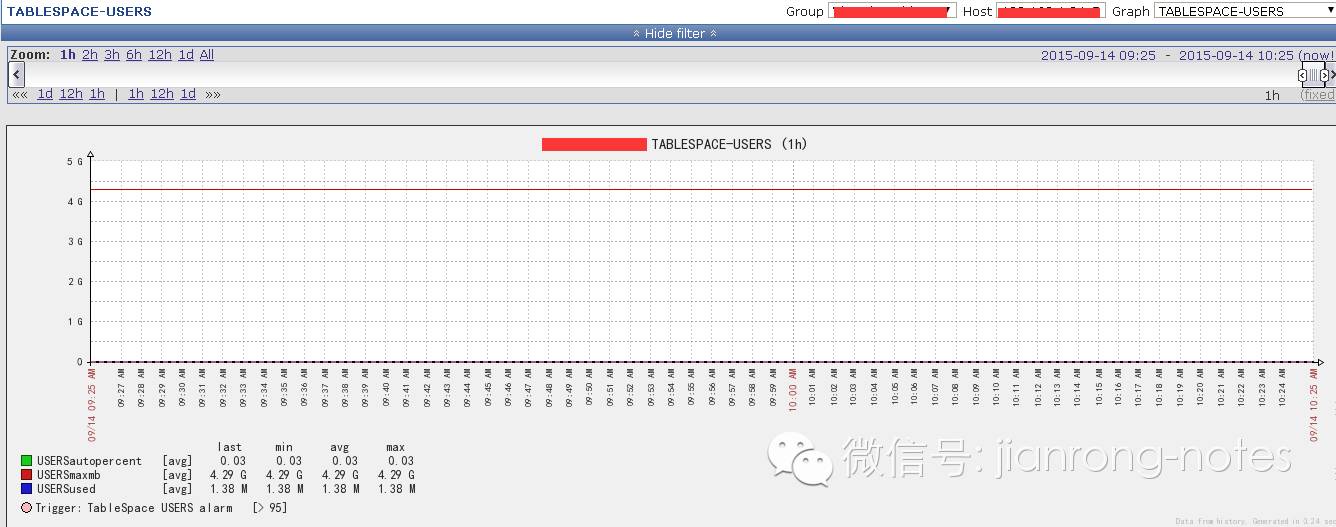 TABLESPACE-USERS Group Host Graph TABLESPACE-USERS
Hide filter
Zoom: 1h 2h 3h 6h 12h 1d All 2015-09-14 09:25 - 2015-09-14 10:25 (now!
«« 1d 12h 1h | 1h 12h 1d »» 1h (fixed
TABLESPACE-USERS (1h)
5 G
4 G
3 G
2 G
1 G
0
09/14 09:25 AM 09:27 AM 09:28 AM 09:29 AM 09:30 AM 09:31 AM 09:32 AM 09:33 AM 09:34 AM 09:35 AM 09:36 AM 09:37 AM 09:38 AM 09:39 AM 09:40 AM 09:41 AM 09:42 AM 09:43 AM 09:44 AM 09:45 AM 09:46 AM 09:47 AM 09:48 AM 09:49 AM 09:50 AM 09:51 AM 09:52 AM 09:53 AM 09:54 AM 09:55 AM 09:56 AM 09:57 AM 09:58 AM 09:59 AM 10:00 AM 10:01 AM 10:02 AM 10:03 AM 10:04 AM 10:05 AM 10:06 AM 10:07 AM 10:08 AM 10:09 AM 10:10 AM 10:11 AM 10:12 AM 10:13 AM 10:14 AM 10:15 AM 10:16 AM 10:17 AM 10:18 AM 10:19 AM 10:20 AM 10:21 AM 10:22 AM 10:23 AM 10:24 AM 09/14 10:25 AM
last min avg max
USERSautopercent [avg] 0.03 0.03 0.03 0.03
USERSmaxmb [avg] 4.29 G 4.29 G 4.29 G 4.29 G
USERSused [avg] 1.38 M 1.38 M 1.38 M 1.38 M
Trigger: TableSpace USERS alarm [> 95]
微信号: jianrong-notes
Data from history. Generated in 0.24 sec